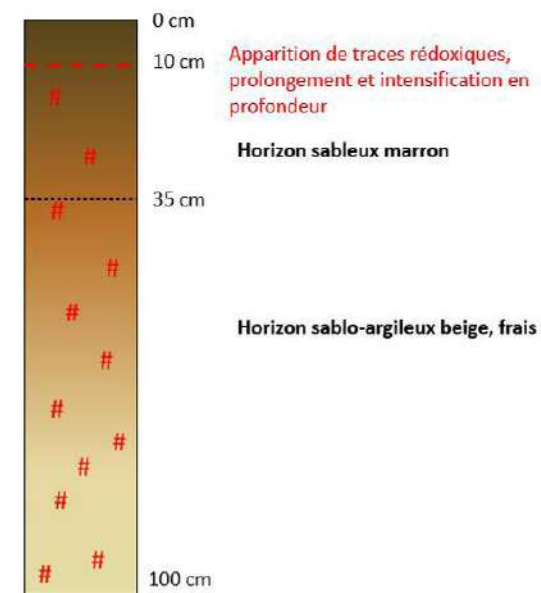 0 cm
10 cm
Apparition de traces rédoxiques,
prolongement et intensification en
profondeur
#
Horizon sableux marron
#
35 cm
#
#
#
Horizon sablo-argileux beige, frais
#
#
#
#
#
#
#
100 cm